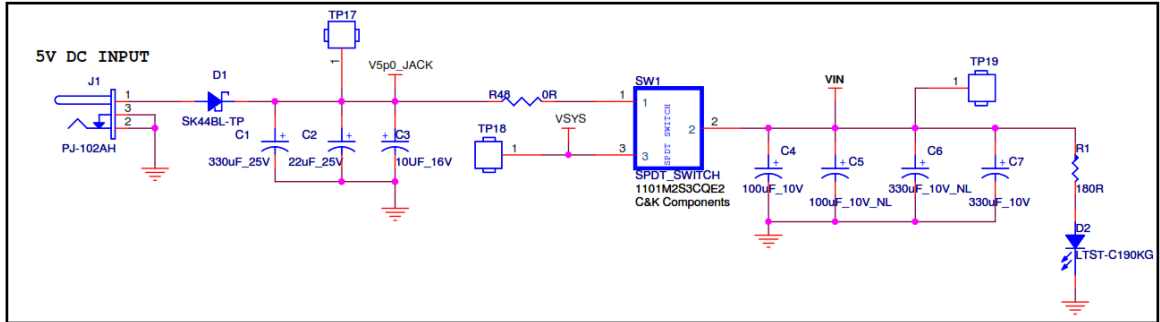 5V DC INPUT
J1
1
3
2
PJ-102AH
D1
SK44BL-TP
TP17
1
V5p0_JACK
C1
330uF_25V
C2
22uF_25V
C3
10UF_16V
R48
0R
TP18
1
VSYS
SW1
1
1
3
3
2
2
SPDT SWITCH
SPDT_SWITCH
1101M2S3CQE2
C&K Components
VIN
TP19
1
C4
100uF_10V
C5
100uF_10V_NL
C6
330uF_10V_NL
C7
330uF_10V
R1
180R
D2
LTST-C190KG